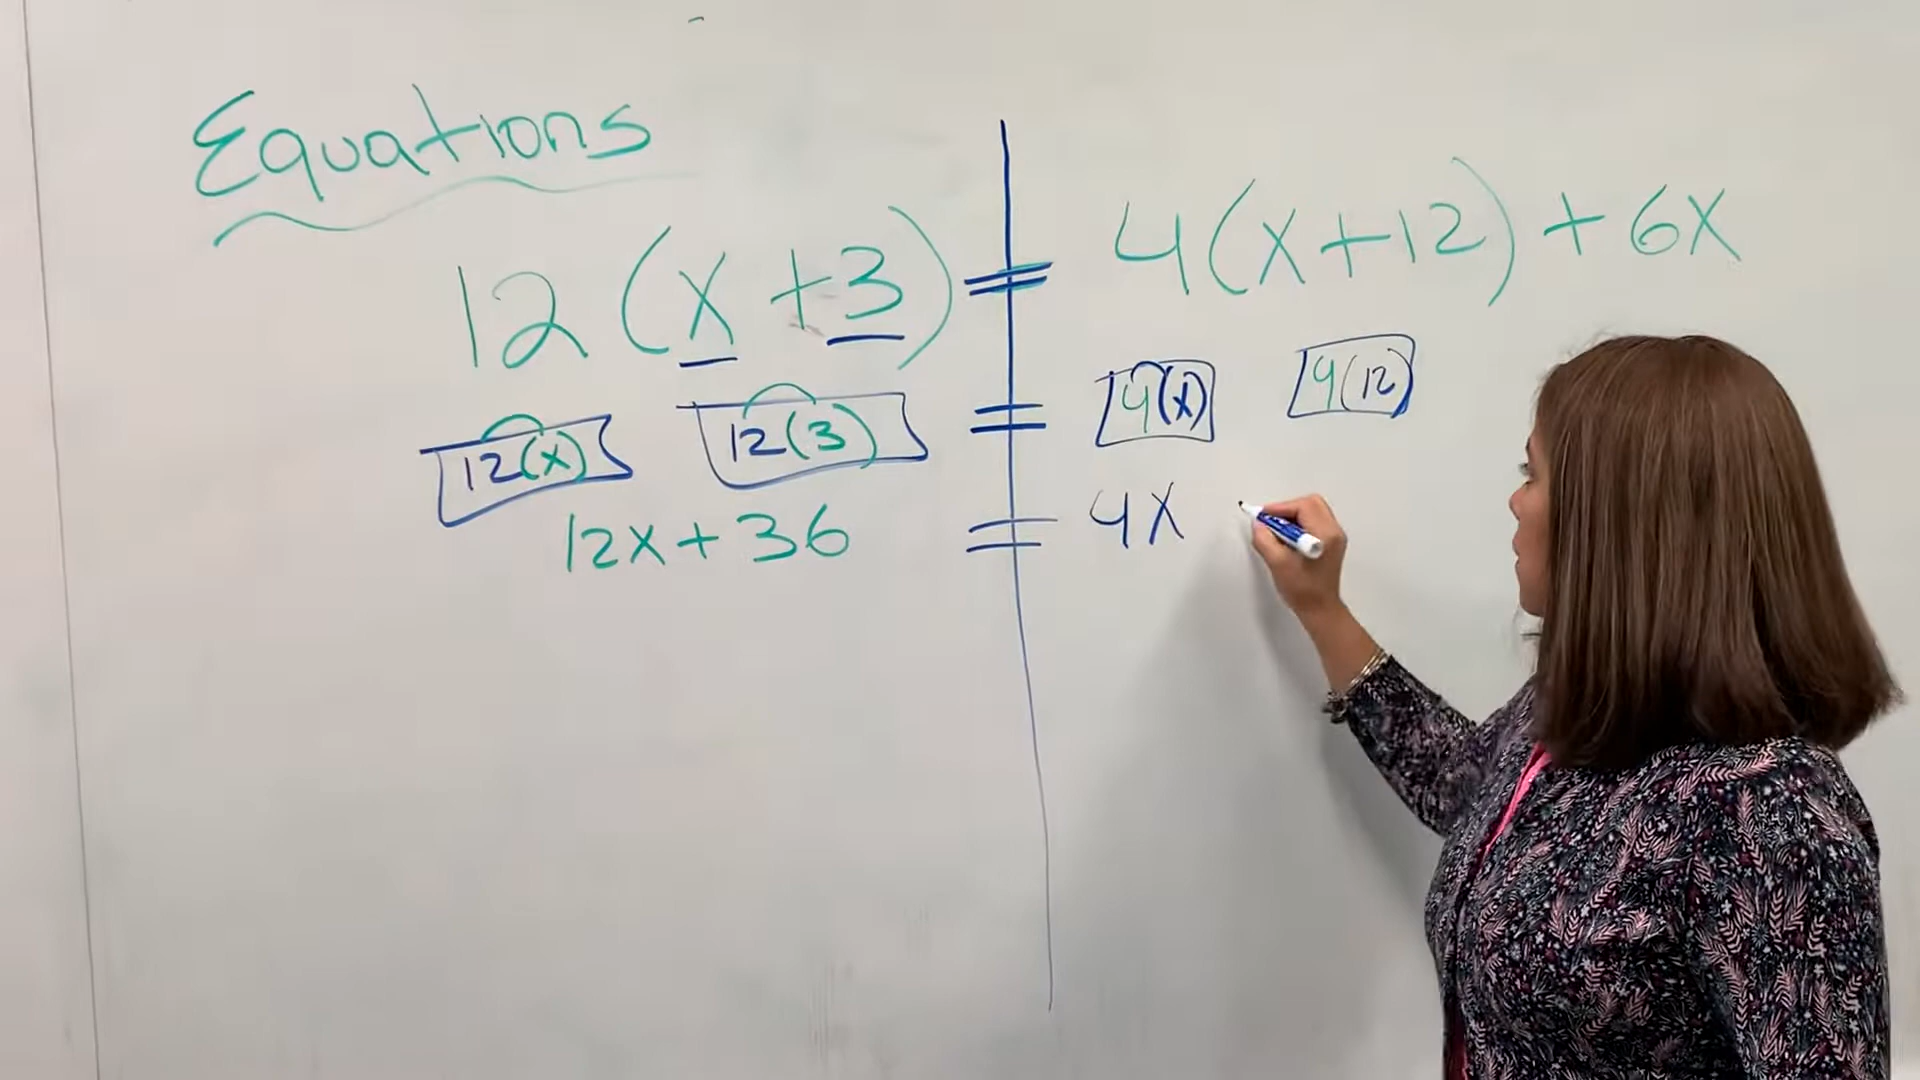 Equations
12(x+3) = 4(x+12)+6x
12(x) 12(3) = 4(x) 4(12)
12x+36 = 4x